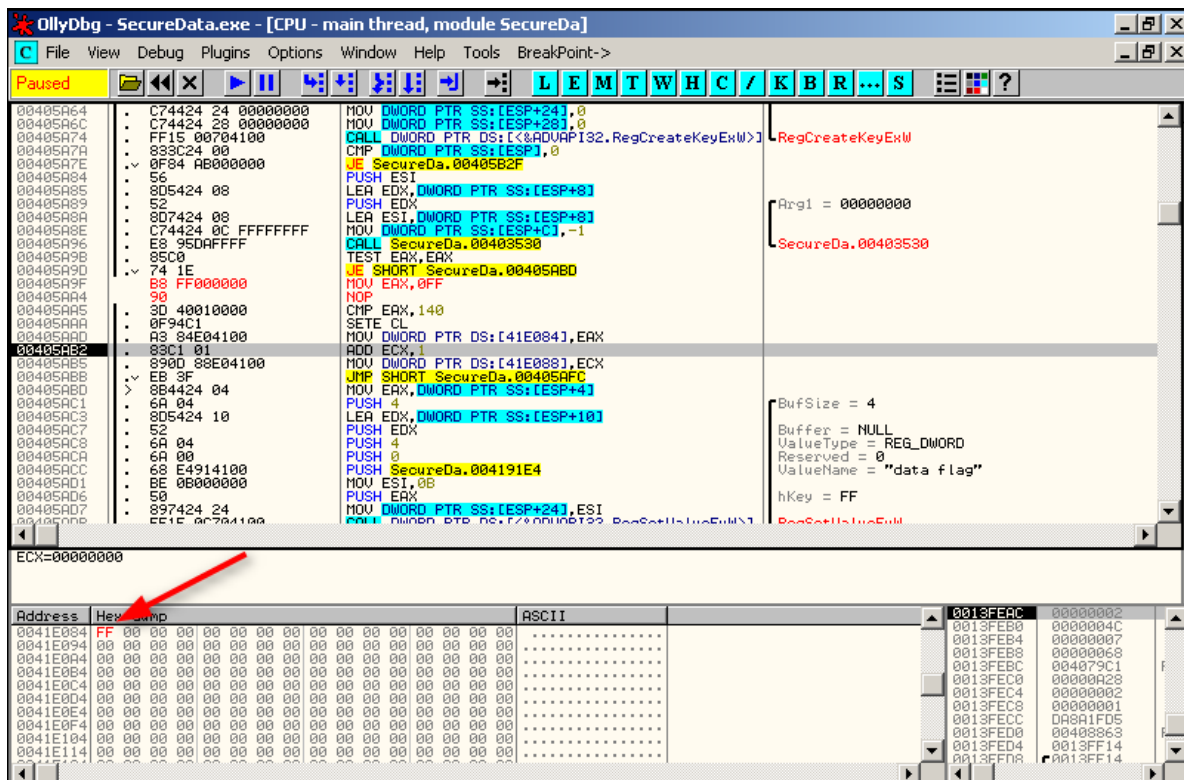 OllyDbg - SecureData.exe - [CPU - main thread, module SecureDa]
C File View Debug Plugins Options Window Help Tools BreakPoint->
Paused L E M T W H C / K B R ... S ?
00405A64 . C74424 24 00000000 MOV DWORD PTR SS:[ESP+24],0
00405A6C . C74424 28 00000000 MOV DWORD PTR SS:[ESP+28],0
00405A74 . FF15 00704100 CALL DWORD PTR DS:[<&ADVAPI32.RegCreateKeyExW>] RegCreateKeyExW
00405A7A . 833C24 00 CMP DWORD PTR SS:[ESP],0
00405A7E .v 0F84 AB000000 JE SecureDa.00405B2F
00405A84 . 56 PUSH ESI
00405A85 . 8D5424 08 LEA EDX,DWORD PTR SS:[ESP+8]
00405A89 . 52 PUSH EDX Arg1 = 00000000
00405A8A . 8D7424 08 LEA ESI,DWORD PTR SS:[ESP+8]
00405A8E . C74424 0C FFFFFFFF MOV DWORD PTR SS:[ESP+C],-1
00405A96 . E8 95DAFFFF CALL SecureDa.00403530 SecureDa.00403530
00405A9B . 85C0 TEST EAX,EAX
00405A9D .v 74 1E JE SHORT SecureDa.00405ABD
00405A9F B8 FF000000 MOV EAX,0FF
00405AA4 90 NOP
00405AA5 . 3D 40010000 CMP EAX,140
00405AAA . 0F94C1 SETE CL
00405AAD . A3 84E04100 MOV DWORD PTR DS:[41E084],EAX
00405AB2 . 83C1 01 ADD ECX,1
00405AB5 . 890D 88E04100 MOV DWORD PTR DS:[41E088],ECX
00405ABB .v EB 3F JMP SHORT SecureDa.00405AFC
00405ABD > 8B4424 04 MOV EAX,DWORD PTR SS:[ESP+4]
00405AC1 . 6A 04 PUSH 4 BufSize = 4
00405AC3 . 8D5424 10 LEA EDX,DWORD PTR SS:[ESP+10]
00405AC7 . 52 PUSH EDX Buffer = NULL
00405AC8 . 6A 04 PUSH 4 ValueType = REG_DWORD
00405ACA . 6A 00 PUSH 0 Reserved = 0
00405ACC . 68 E4914100 PUSH SecureDa.004191E4 ValueName = "data flag"
00405AD1 . BE 0B000000 MOV ESI,0B
00405AD6 . 50 PUSH EAX hKey = FF
00405AD7 . 897424 24 MOV DWORD PTR SS:[ESP+24],ESI
ECX=00000000
Address Hex dump ASCII
0041E084 FF 00 00 00 00 00 00 00 00 00 00 00 00 00 00 00 ...............
0041E094 00 00 00 00 00 00 00 00 00 00 00 00 00 00 00 00 ................
0041E0A4 00 00 00 00 00 00 00 00 00 00 00 00 00 00 00 00 ................
0041E0B4 00 00 00 00 00 00 00 00 00 00 00 00 00 00 00 00 ................
0041E0C4 00 00 00 00 00 00 00 00 00 00 00 00 00 00 00 00 ................
0041E0D4 00 00 00 00 00 00 00 00 00 00 00 00 00 00 00 00 ................
0041E0E4 00 00 00 00 00 00 00 00 00 00 00 00 00 00 00 00 ................
0041E0F4 00 00 00 00 00 00 00 00 00 00 00 00 00 00 00 00 ................
0041E104 00 00 00 00 00 00 00 00 00 00 00 00 00 00 00 00 ................
0041E114 00 00 00 00 00 00 00 00 00 00 00 00 00 00 00 00 ................
0013FEAC 00000002
0013FEB0 0000004C
0013FEB4 00000007
0013FEB8 00000068
0013FEBC 004079C1
0013FEC0 00000A28
0013FEC4 00000002
0013FEC8 00000001
0013FECC DA8A1FD5
0013FED0 00408863
0013FED4 0013FF14
0013FED8 0013FF14